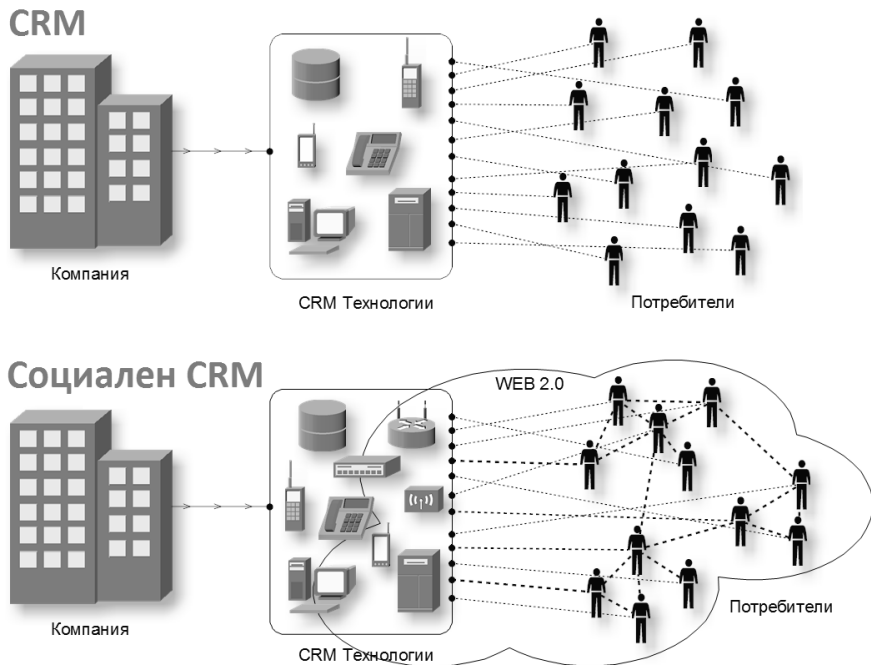 CRM
Компания
CRM Технологии
Потребители
Социален CRM
WEB 2.0
Компания
CRM Технологии
Потребители